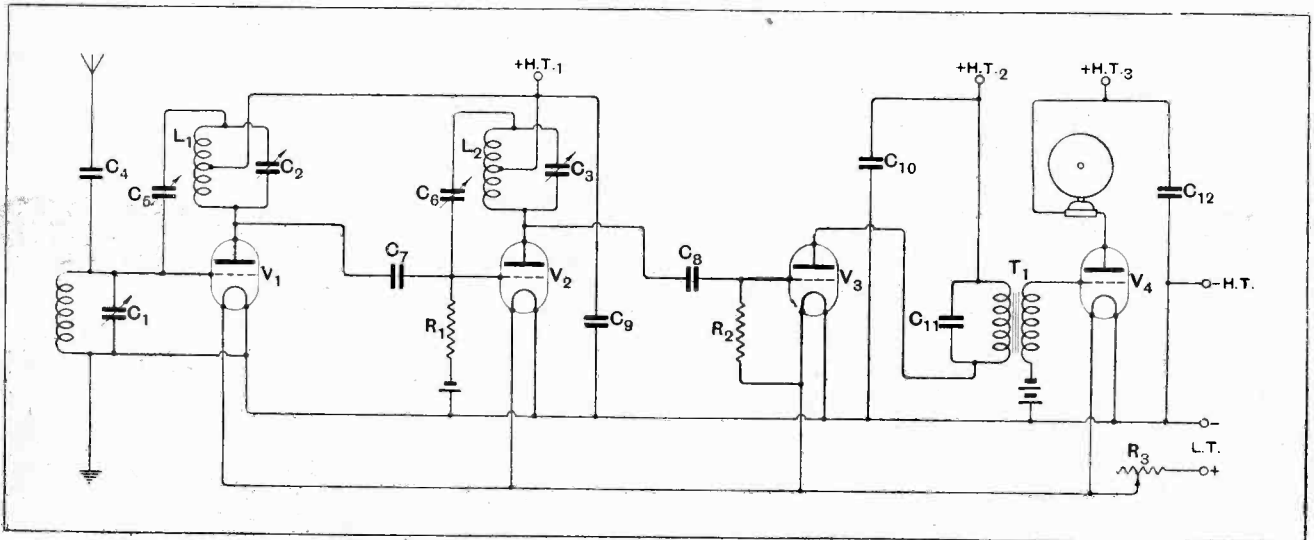 +H.T.1
+H.T.2
+H.T.3
L1
C2
L2
C3
C4
C5
C6
C10
C12
C7
C8
V1
V2
V3
T1
V4
-H.T.
C1
R1
C9
R2
C11
-
L.T.
R3
+